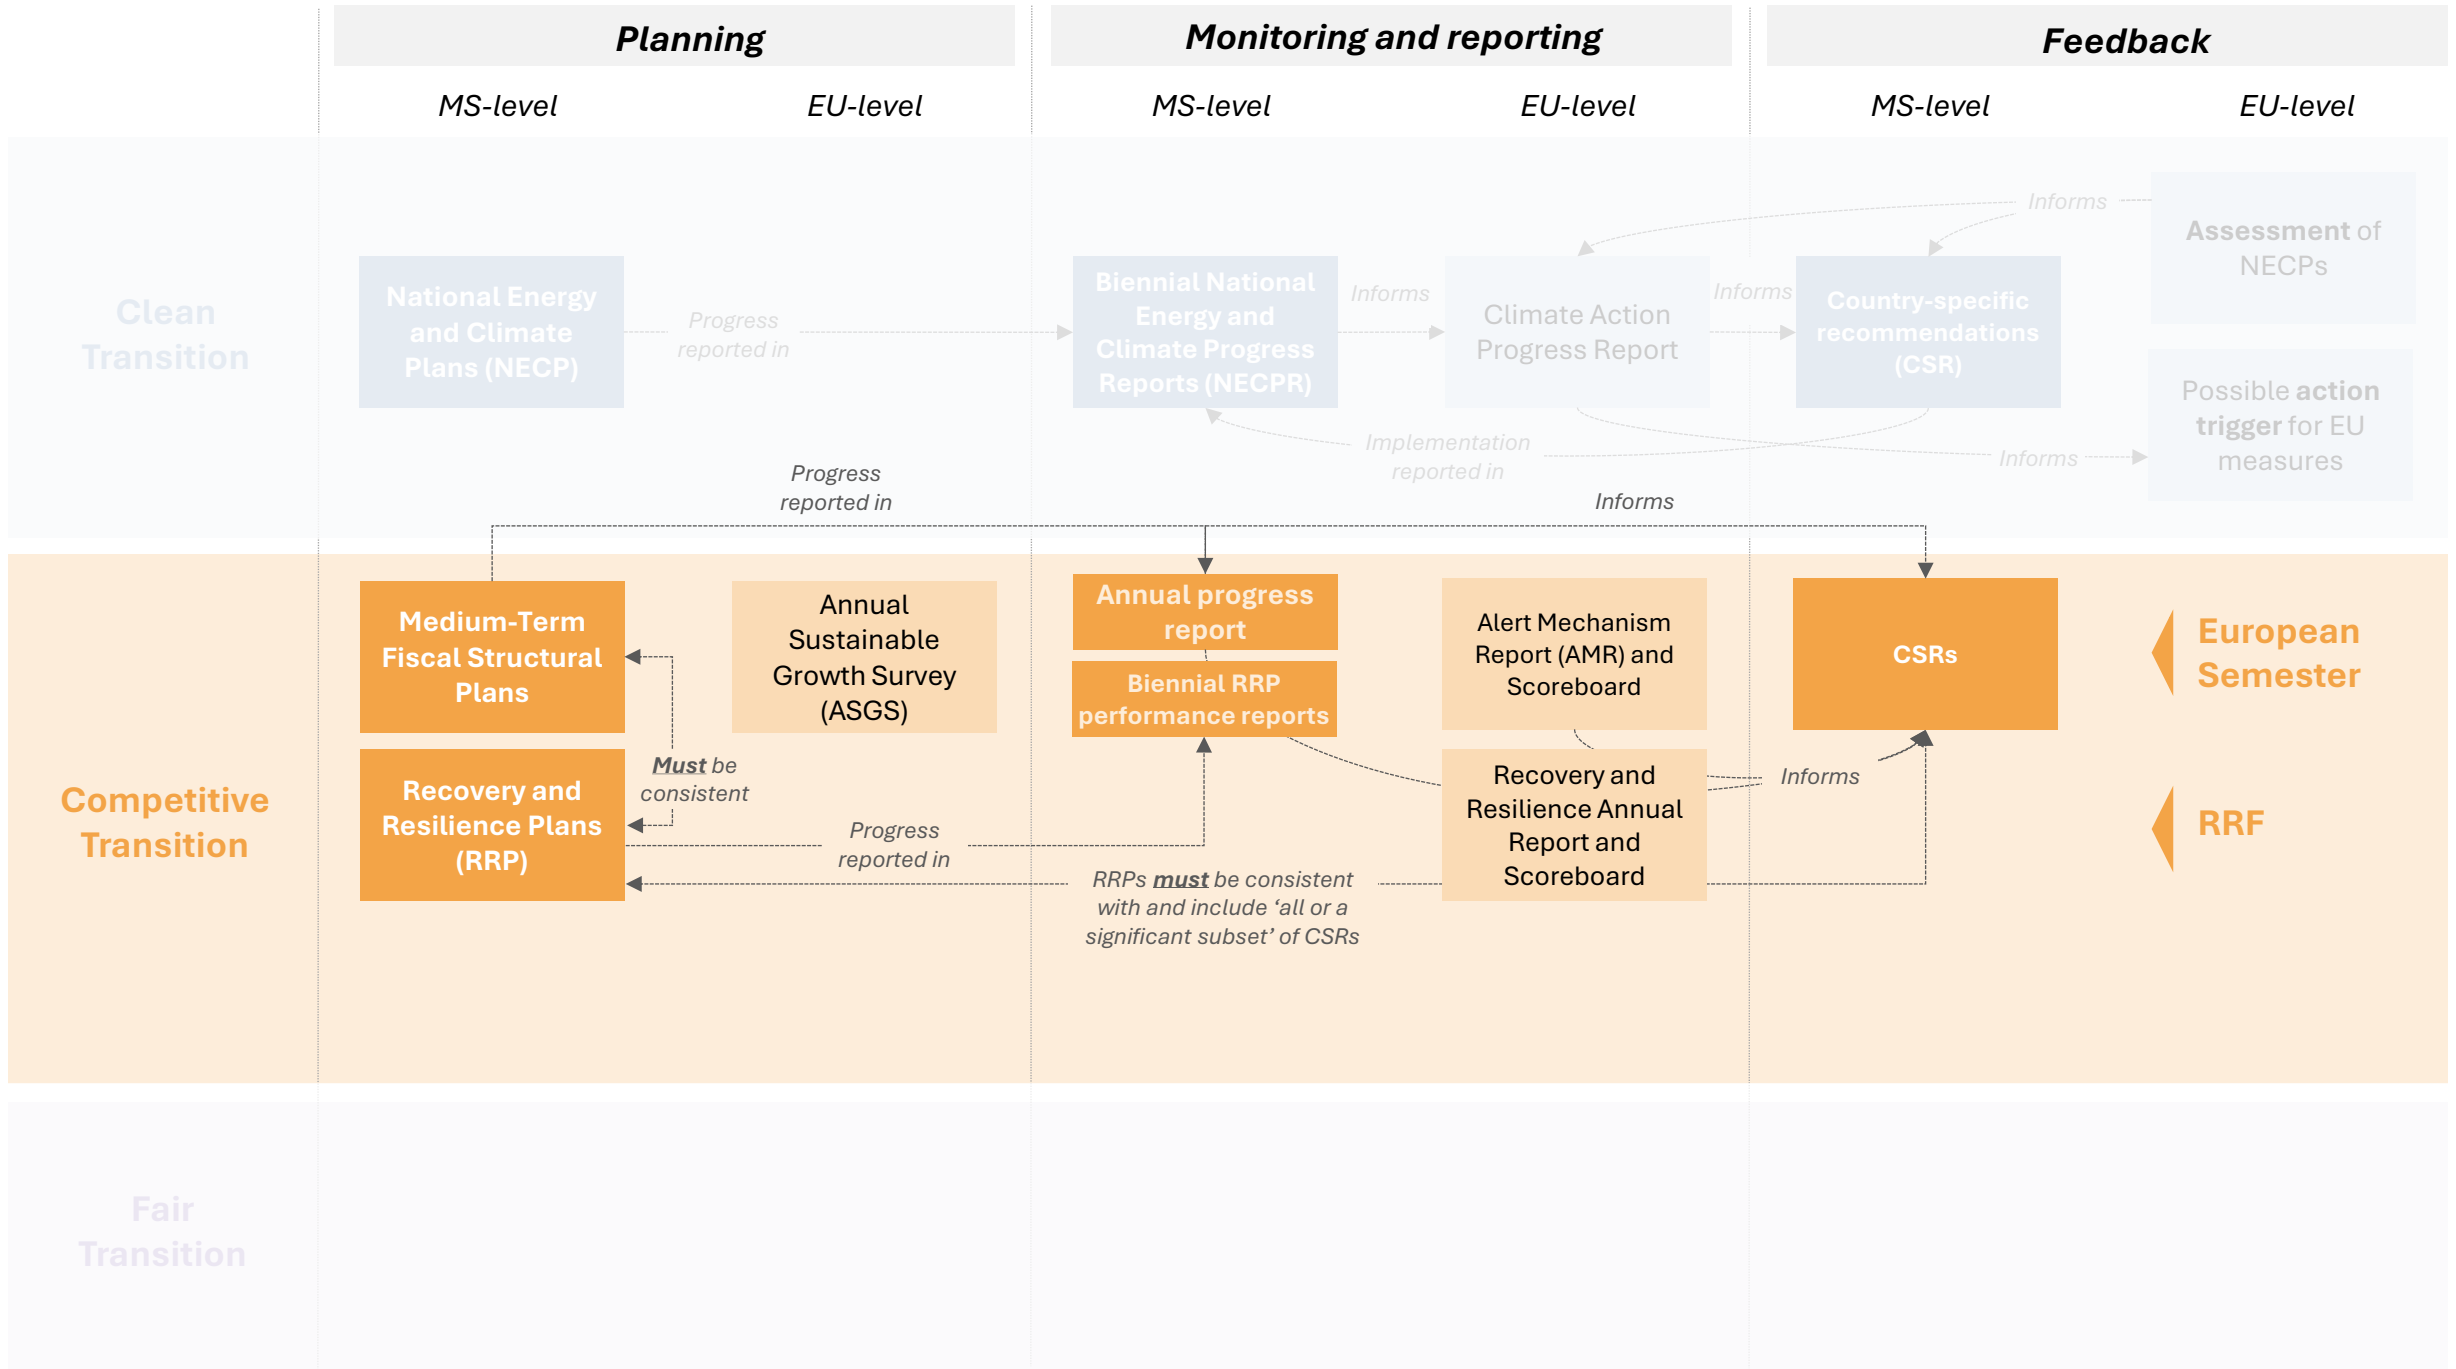 Planning
Monitoring and reporting
Feedback
MS-level
EU-level
MS-level
EU-level
MS-level
EU-level
Clean
Transition
National Energy
and Climate
Plans (NECP)
Progress
reported in
Biennial National
Energy and
Climate Progress
Reports (NECPR)
Informs
Climate Action
Progress Report
Informs
Country-specific
recommendations
(CSR)
Informs
Assessment of
NECPs
Possible action
trigger for EU
measures
Implementation
reported in
Informs
Progress
reported in
Informs
Competitive
Transition
Medium-Term
Fiscal Structural
Plans
Annual
Sustainable
Growth Survey
(ASGS)
Annual progress
report
Biennial RRP
performance reports
Alert Mechanism
Report (AMR) and
Scoreboard
CSRs
European
Semester
Must be
consistent
Recovery and
Resilience Plans
(RRP)
Progress
reported in
Recovery and
Resilience Annual
Report and
Scoreboard
Informs
RRF
RRPs must be consistent
with and include ‘all or a
significant subset’ of CSRs
Fair
Transition